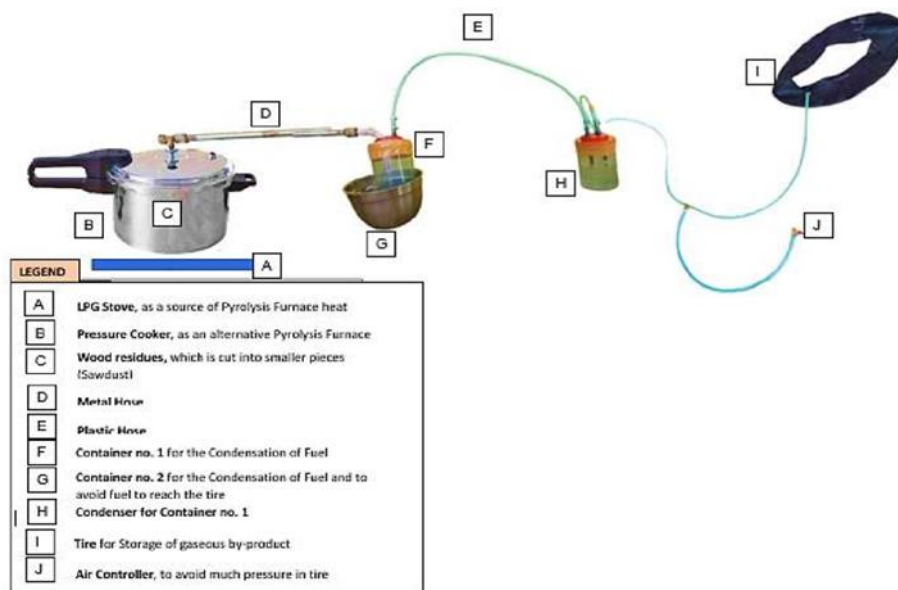 E
I
D
F
B
C
H
J
G
A
LEGEND
A LPG Stove, as a source of Pyrolysis Furnace heat
B Pressure Cooker, as an alternative Pyrolysis Furnace
C Wood residues, which is cut into smaller pieces
(Sawdust)
D Metal Hose
E Plastic Hose
F Container no. 1 for the Condensation of Fuel
G Container no. 2 for the Condensation of Fuel and to
avoid fuel to reach the tire
H Condenser for Container no. 1
I Tire for Storage of gaseous by-product
J Air Controller, to avoid much pressure in tire